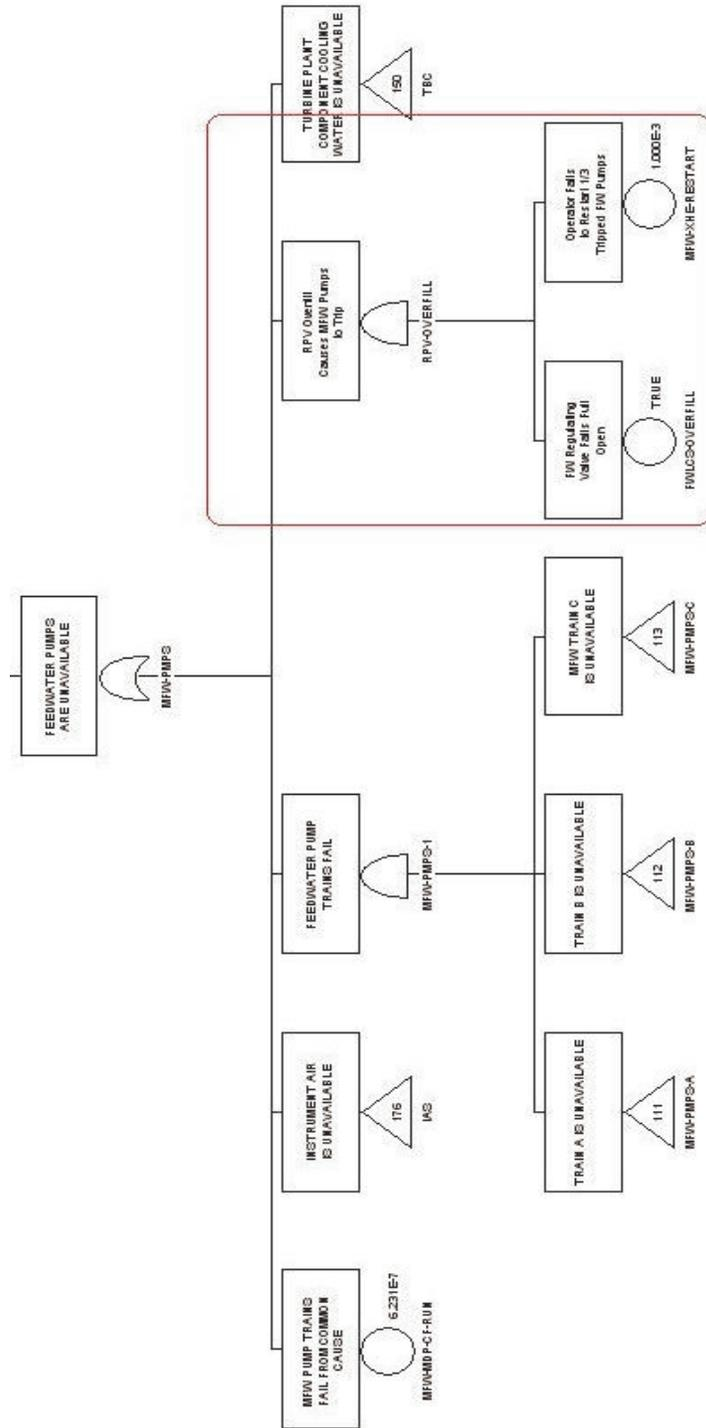 FEEDWATER PUMPS
ARE UNAVAILABLE
MFW-PMPS
MFW PUMP TRAINS
FAIL FROM COMMON
CAUSE
6.231E-7
MFW-MDP-CF-RUN
INSTRUMENT AIR
IS UNAVAILABLE
176
IAS
FEEDWATER PUMP
TRAINS FAIL
MFW-PMPS-1
RPV Overfill
Causes MFW Pumps
to Trip
RPV-OVERFILL
TURBINE PLANT
COMPONENT COOLING
WATER IS UNAVAILABLE
150
TBC
TRAIN A IS UNAVAILABLE
111
MFW-PMPS-A
TRAIN B IS UNAVAILABLE
112
MFW-PMPS-B
MFW TRAIN C
IS UNAVAILABLE
113
MFW-PMPS-C
FW Regulating
Valve Fails Full
Open
TRUE
FWLCS-OVERFILL
Operator Fails
to Restart 1/3
Tripped FW Pumps
1.000E-3
MFW-XHE-RESTART